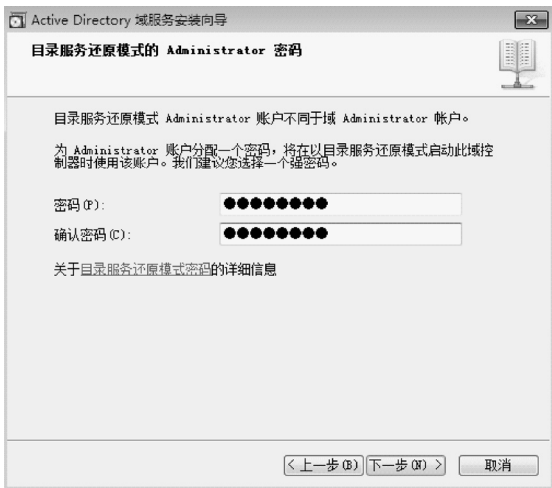 Active Directory 域服务安装向导
目录服务还原模式的 Administrator 密码
目录服务还原模式 Administrator 账户不同于域 Administrator 帐户。
为 Administrator 账户分配一个密码，将在以目录服务还原模式启动此域控
制器时使用该账户。我们建议您选择一个强密码。
密码(P):
●●●●●●●●
确认密码(C):
●●●●●●●●
关于目录服务还原模式密码的详细信息
< 上一步(B) 下一步(N) > 取消